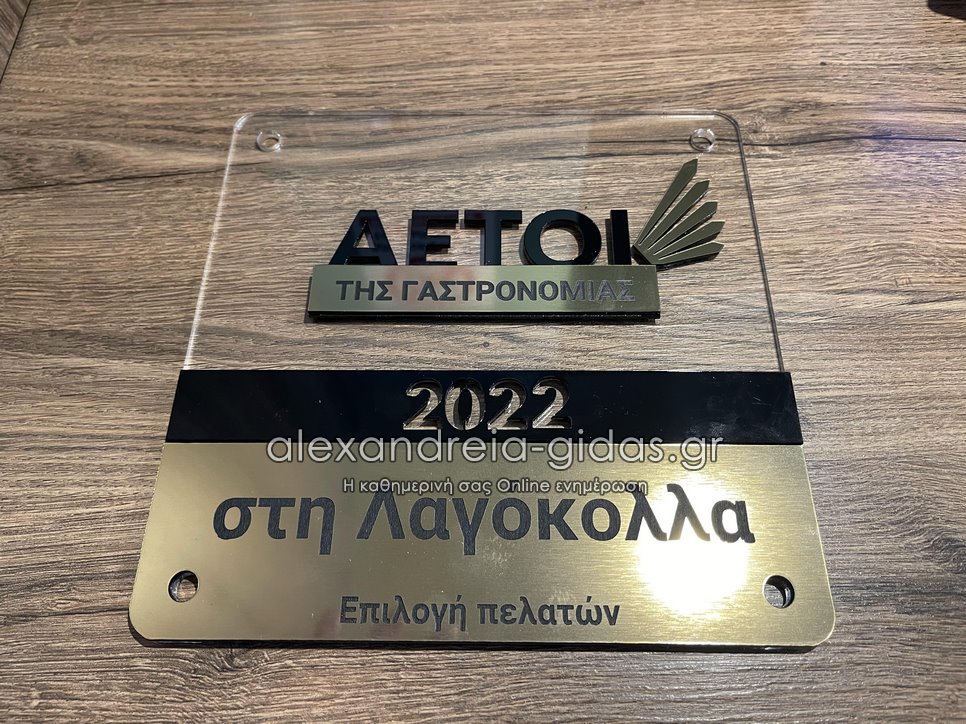 ΑΕΤΟΙ
ΤΗΣ ΓΑΣΤΡΟΝΟΜΙΑΣ
2022
alexandreia-gidas.gr
Η καθημερινή σας Online ενημέρωση
στη Λαγοκολλα
Επιλογή πελατών